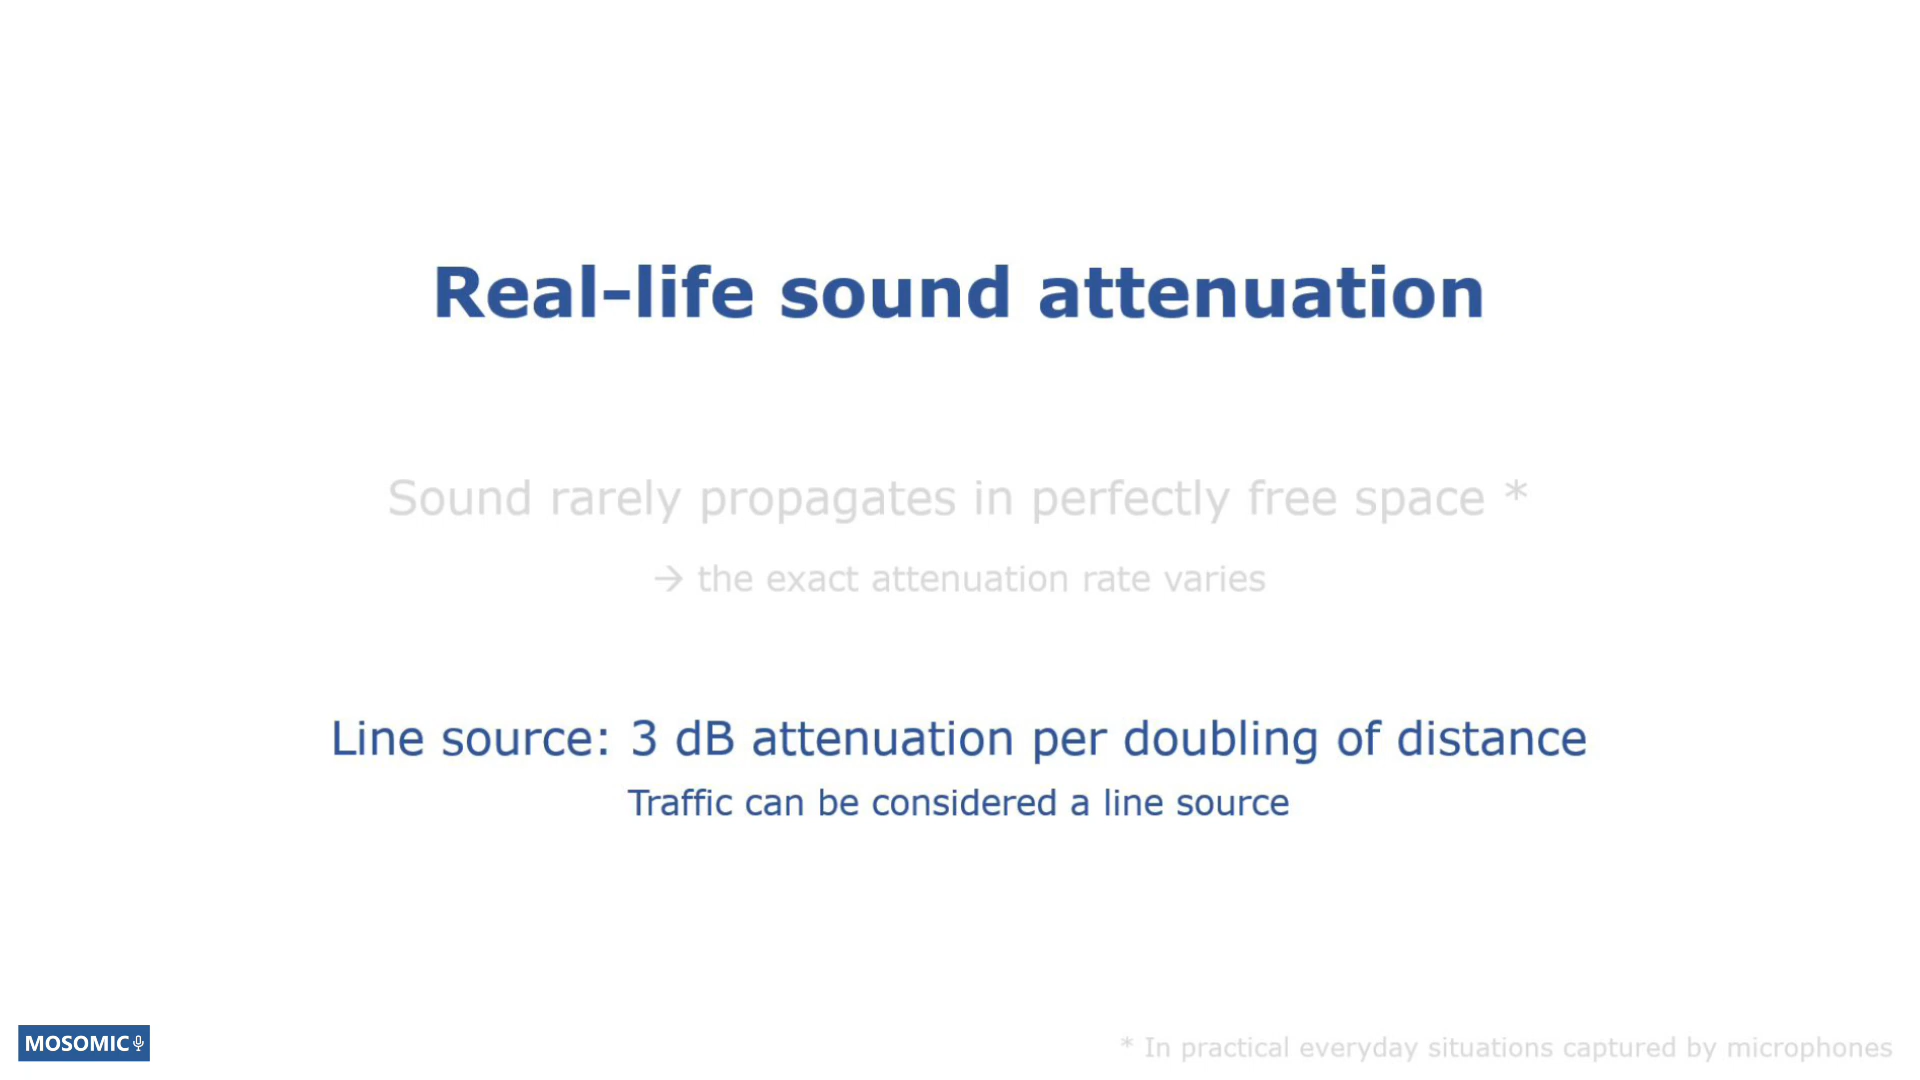 Real-life sound attenuation
Sound rarely propagates in perfectly free space *
→ the exact attenuation rate varies
Line source: 3 dB attenuation per doubling of distance
Traffic can be considered a line source
MOSOMIC
* In practical everyday situations captured by microphones